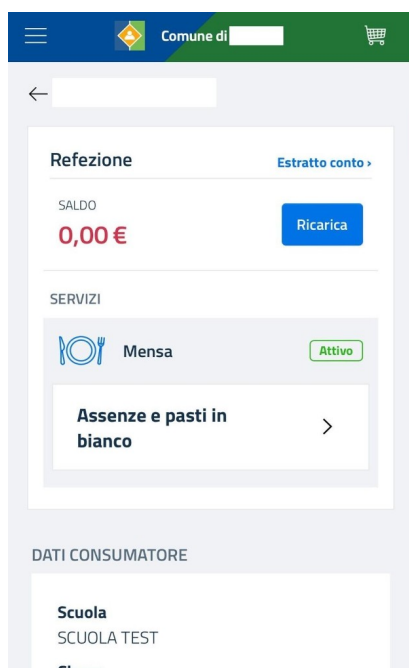 Comune di
Refezione
Estratto conto ›
SALDO
0,00 €
Ricarica
SERVIZI
Mensa
Attivo
Assenze e pasti in
bianco
DATI CONSUMATORE
Scuola
SCUOLA TEST